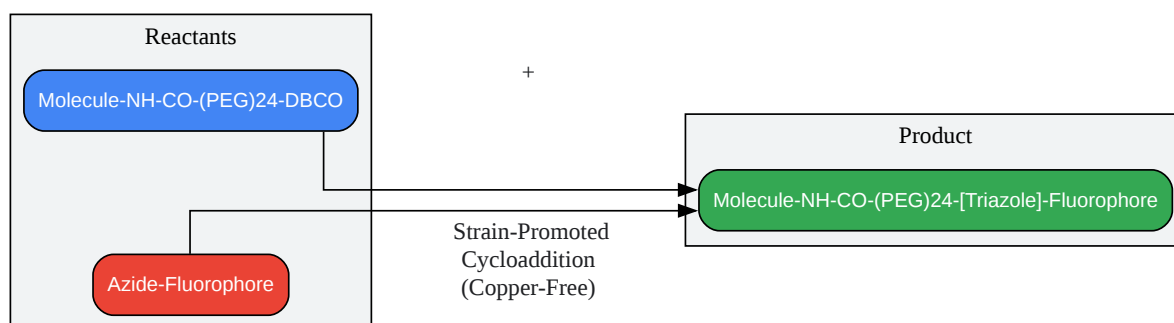 Reactants
Molecule-NH-CO-(PEG)24-DBCO
Azide-Fluorophore
+
Strain-Promoted
Cycloaddition
(Copper-Free)
Product
Molecule-NH-CO-(PEG)24-[Triazole]-Fluorophore